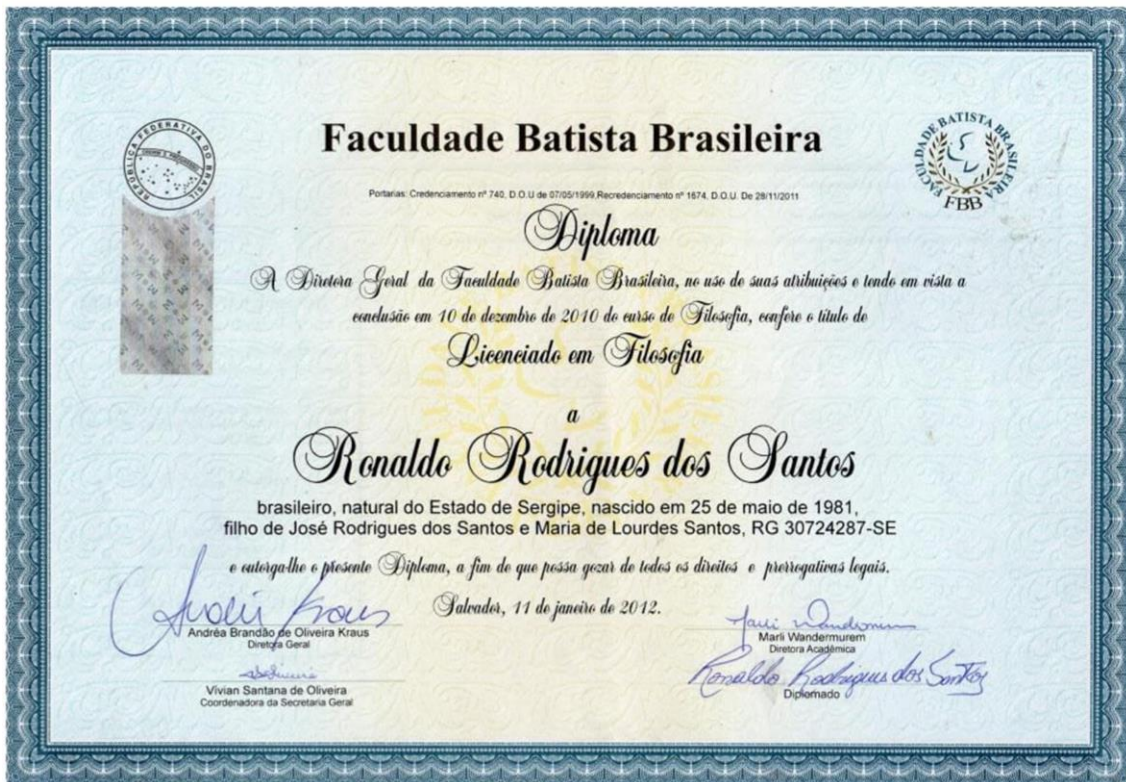 REPÚBLICA FEDERATIVA DO BRASIL
FACULDADE BATISTA BRASILEIRA
FBB
Faculdade Batista Brasileira
Portarias: Credenciamento nº 740, D.O.U de 07/05/1999,Recredenciamento nº 1674, D.O.U. De 28/11/2011
Diploma
A Diretora Geral da Faculdade Batista Brasileira, no uso de suas atribuições e tendo em vista a
conclusão em 10 de dezembro de 2010 do curso de Filosofia, confere o título de
Licenciado em Filosofia
a
Ronaldo Rodrigues dos Santos
brasileiro, natural do Estado de Sergipe, nascido em 25 de maio de 1981,
filho de José Rodrigues dos Santos e Maria de Lourdes Santos, RG 30724287-SE
e outorga-lhe o presente Diploma, a fim de que possa gozar de todos os direitos e prerrogativas legais.
Salvador, 11 de janeiro de 2012.
Andréa Brandão de Oliveira Kraus
Diretora Geral
Marli Wandermurem
Diretora Acadêmica
Vivian Santana de Oliveira
Coordenadora da Secretaria Geral
Ronaldo Rodrigues dos Santos
Diplomado